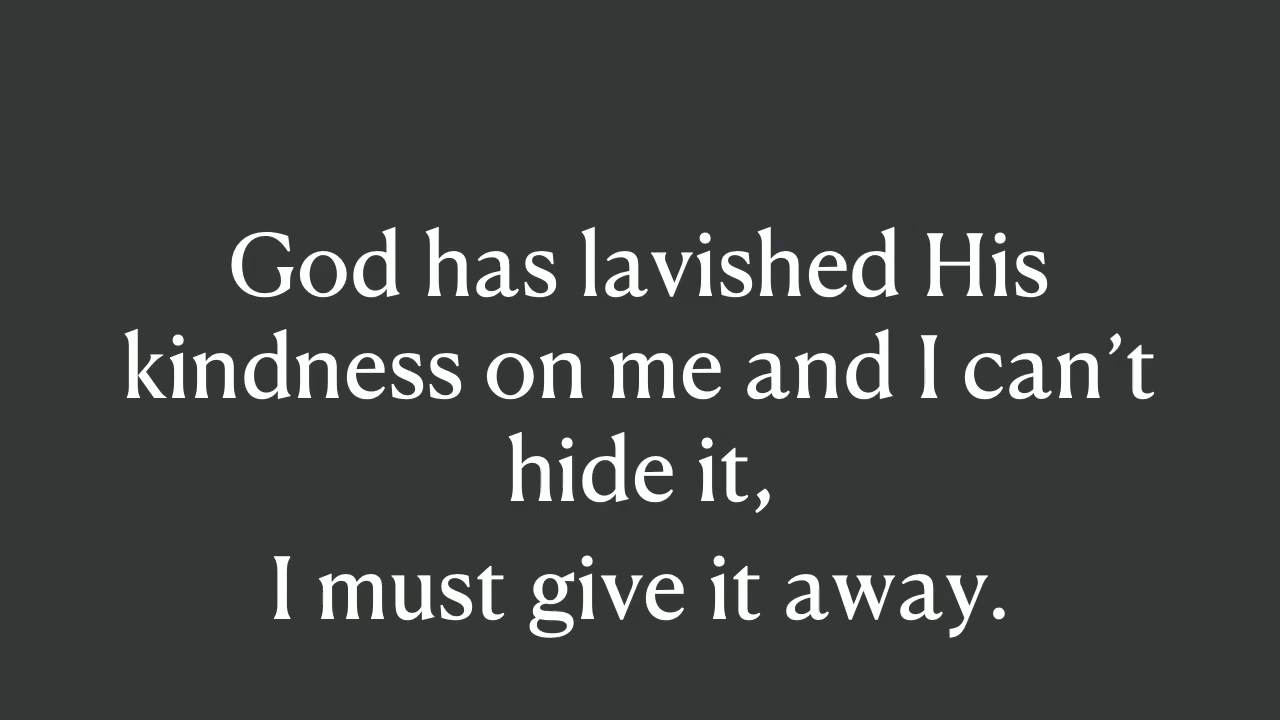 God has lavished His
kindness on me and I can’t
hide it,
I must give it away.